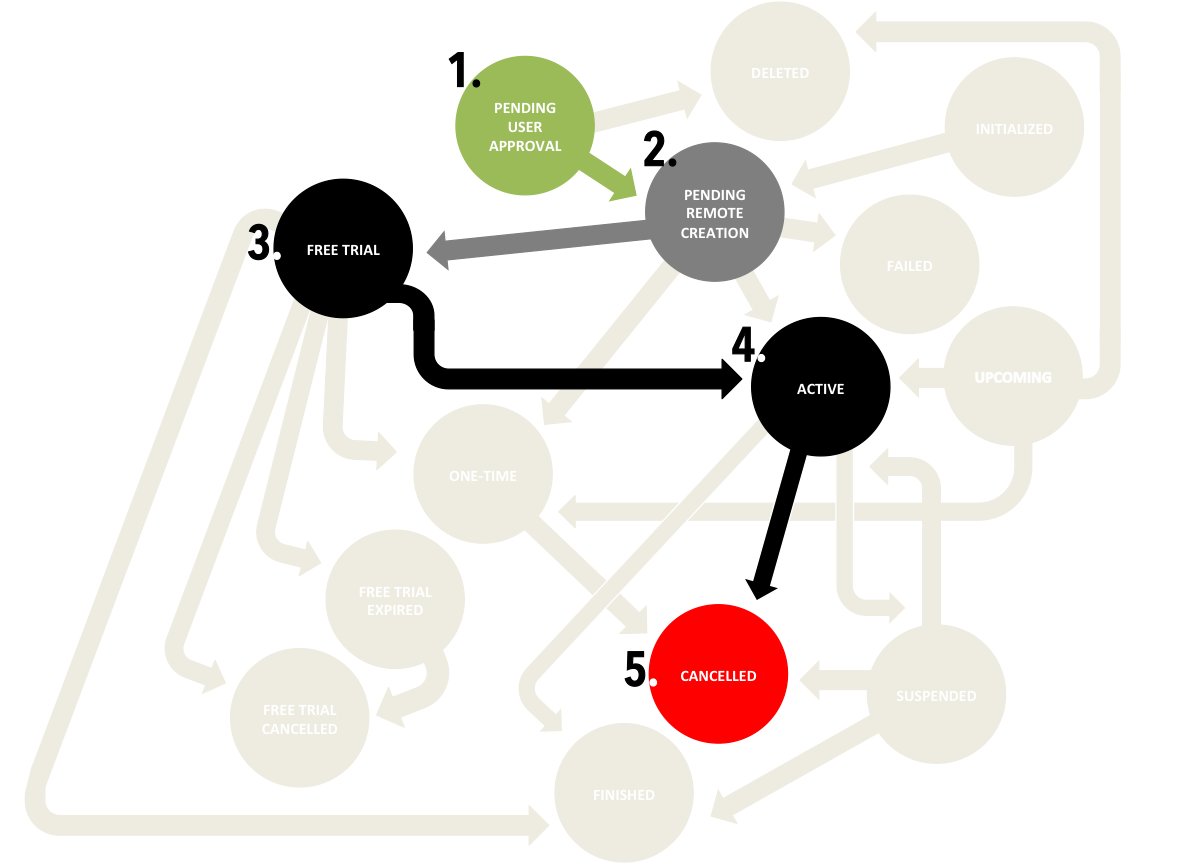 1.
PENDING
USER
APPROVAL
DELETED
INITIALIZED
2.
PENDING
REMOTE
CREATION
3.
FREE TRIAL
FAILED
4.
ACTIVE
UPCOMING
ONE-TIME
FREE TRIAL
EXPIRED
5.
CANCELLED
SUSPENDED
FREE TRIAL
CANCELLED
FINISHED